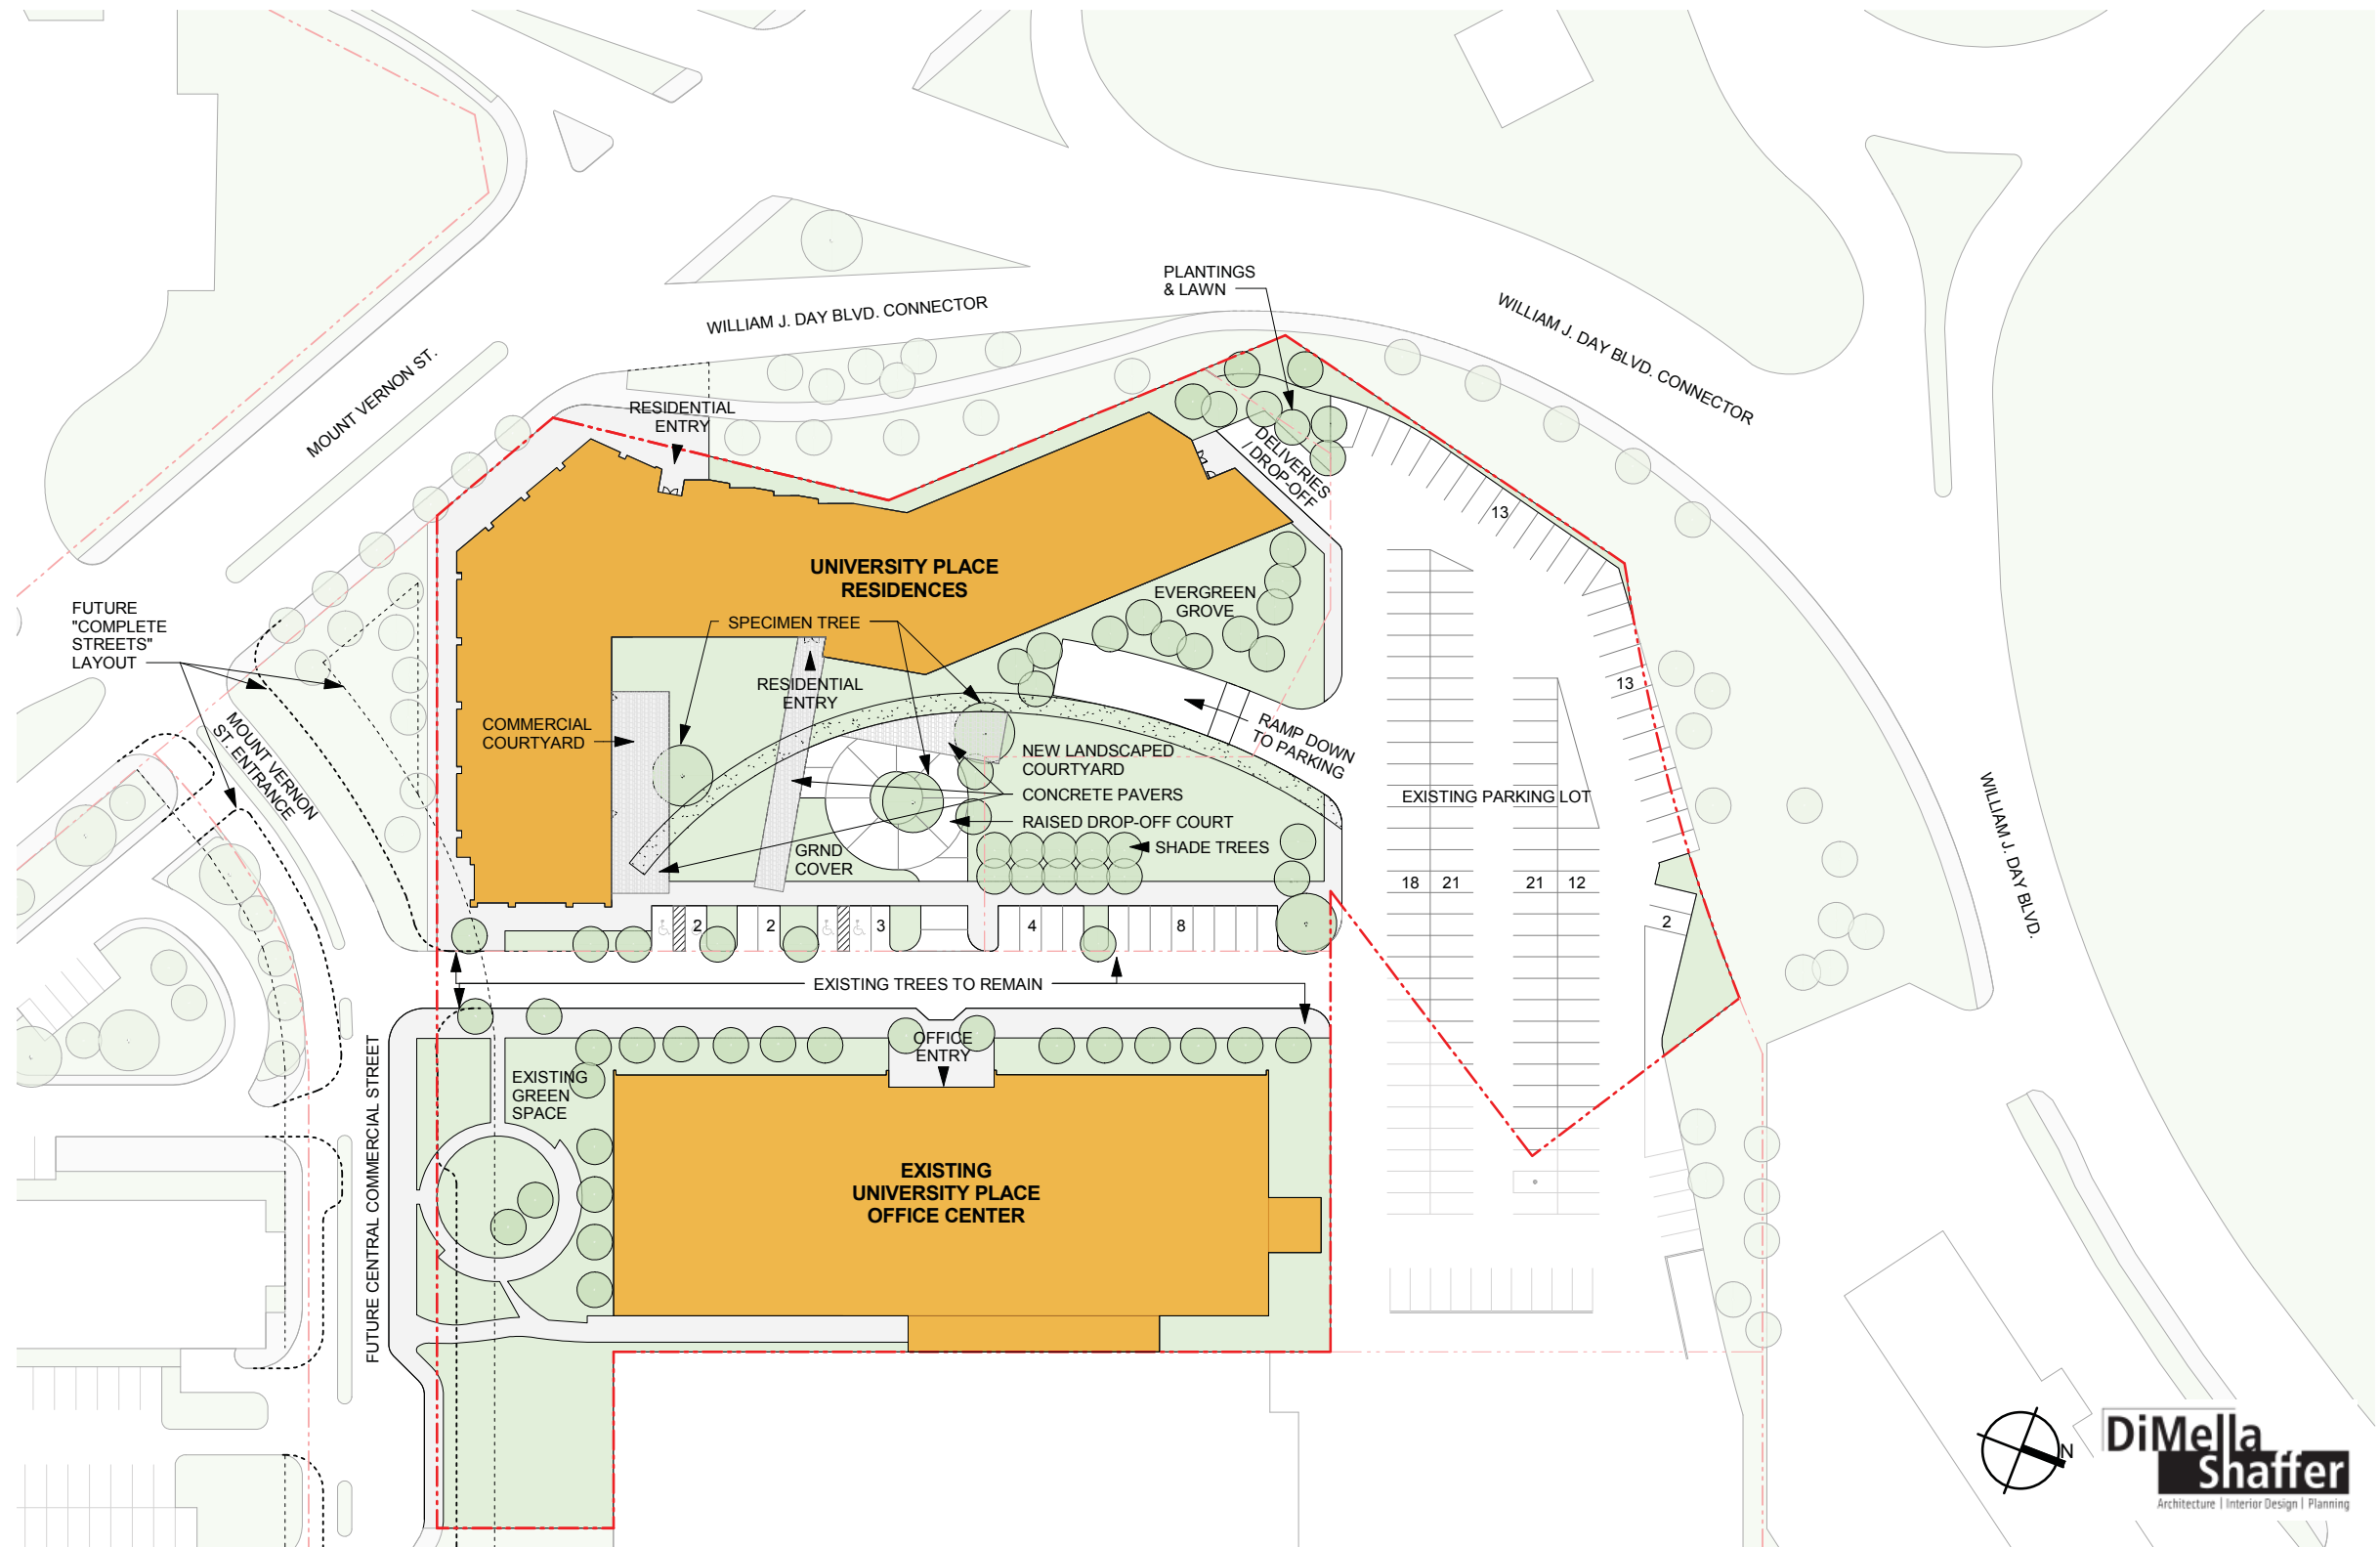 PLANTINGS
& LAWN
WILLIAM J. DAY BLVD. CONNECTOR
WILLIAM J. DAY BLVD. CONNECTOR
MOUNT VERNON ST.
RESIDENTIAL
ENTRY
DELIVERIES
/ DROP-OFF
13
UNIVERSITY PLACE
RESIDENCES
EVERGREEN
GROVE
FUTURE
"COMPLETE
STREETS"
LAYOUT
SPECIMEN TREE
13
RESIDENTIAL
ENTRY
COMMERCIAL
COURTYARD
MOUNT VERNON
ST. ENTRANCE
RAMP DOWN
TO PARKING
NEW LANDSCAPED
COURTYARD
CONCRETE PAVERS
EXISTING PARKING LOT
RAISED DROP-OFF COURT
SHADE TREES
GRND
COVER
WILLIAM J. DAY BLVD.
18 21 21 12
2 2 3 4 8 2
EXISTING TREES TO REMAIN
OFFICE
ENTRY
FUTURE CENTRAL COMMERCIAL STREET
EXISTING
GREEN
SPACE
EXISTING
UNIVERSITY PLACE
OFFICE CENTER
N
DiMella
Shaffer
Architecture | Interior Design | Planning